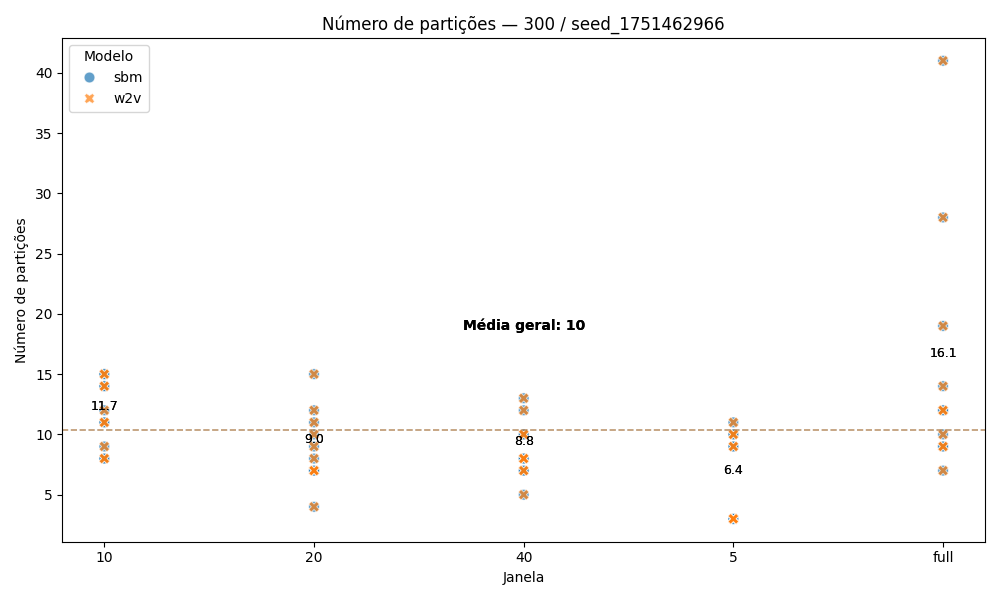 Número de partições — 300 / seed_1751462966
Modelo
sbm
w2v
Número de partições
40
35
30
25
20
15
10
5
Média geral: 10
11.7
9.0
8.8
6.4
16.1
10
20
40
5
full
Janela